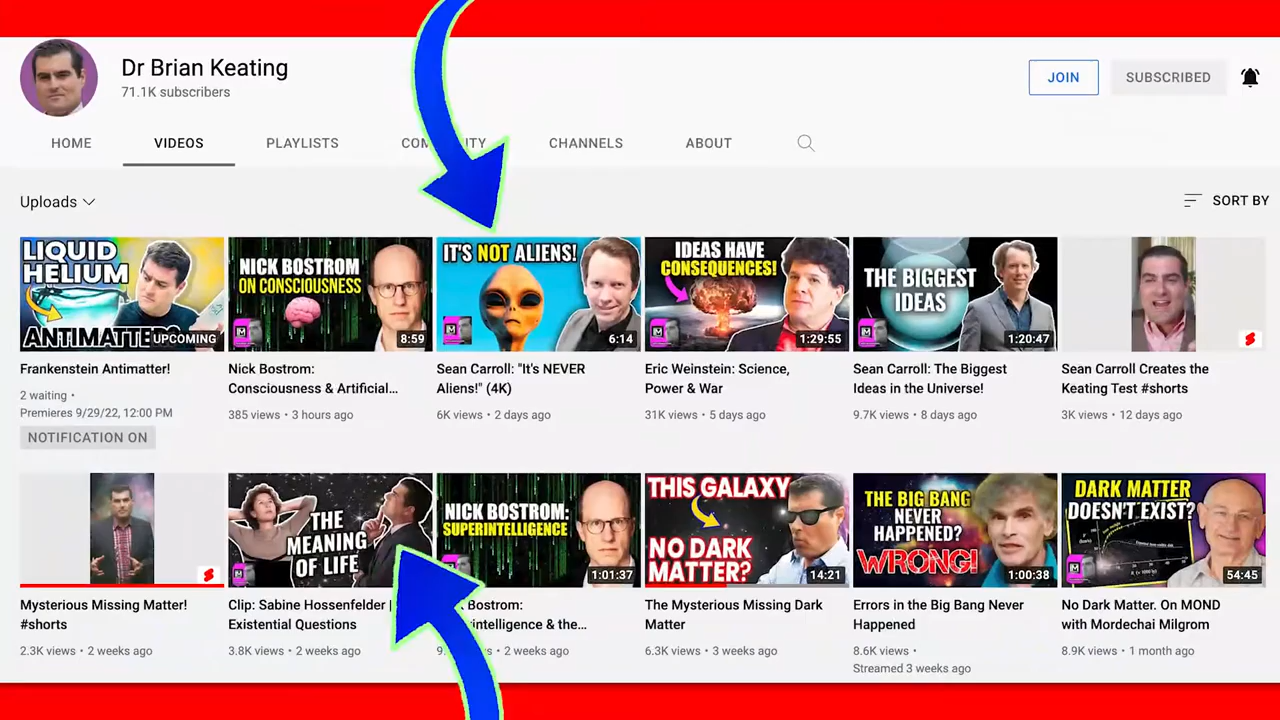 Dr Brian Keating
71.1K subscribers
JOIN
SUBSCRIBED
HOME
VIDEOS
PLAYLISTS
CHANNELS
ABOUT
Uploads
SORT BY
LIQUID
HELIUM
ANTIMATTER
UPCOMING
Frankenstein Antimatter!
2 waiting •
Premieres 9/29/22, 12:00 PM
NOTIFICATION ON
NICK BOSTROM
ON CONSCIOUSNESS
8:59
Nick Bostrom:
Consciousness & Artificial...
385 views • 3 hours ago
IT'S NOT ALIENS!
6:14
Sean Carroll: "It's NEVER
Aliens!" (4K)
6K views • 2 days ago
IDEAS HAVE
CONSEQUENCES!
1:29:55
Eric Weinstein: Science,
Power & War
31K views • 5 days ago
THE BIGGEST
IDEAS
1:20:47
Sean Carroll: The Biggest
Ideas in the Universe!
9.7K views • 8 days ago
Sean Carroll Creates the
Keating Test #shorts
3K views • 12 days ago
Mysterious Missing Matter!
#shorts
2.3K views • 2 weeks ago
THE
MEANING
OF LIFE
Clip: Sabine Hossenfelder |
Existential Questions
3.8K views • 2 weeks ago
NICK BOSTROM:
SUPERINTELLIGENCE
1:01:37
Bostrom:
intelligence & the...
views • 2 weeks ago
THIS GALAXY
NO DARK
MATTER?
14:21
The Mysterious Missing Dark
Matter
6.3K views • 3 weeks ago
THE BIG BANG
NEVER
HAPPENED?
WRONG!
1:00:38
Errors in the Big Bang Never
Happened
8.6K views •
Streamed 3 weeks ago
DARK MATTER
DOESN'T EXIST?
54:45
No Dark Matter. On MOND
with Mordechai Milgrom
8.9K views • 1 month ago